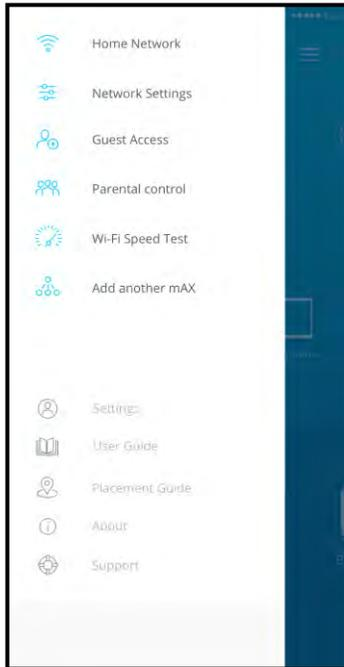 Home Network
Network Settings
Guest Access
Parental control
Wi-Fi Speed Test
Add another mAX
Settings
User Guide
Placement Guide
About
Support